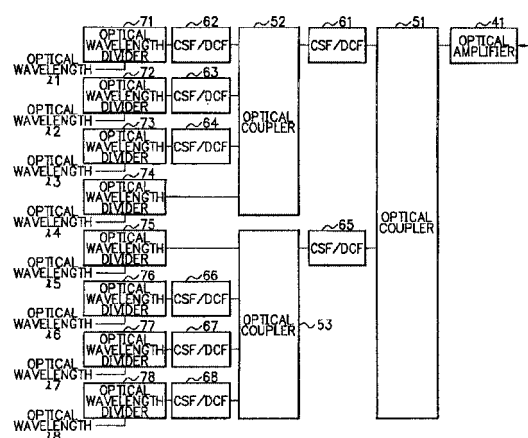 71
62
52
61
51
41
OPTICAL
WAVELENGTH
DIVIDER
CSF/DCF
CSF/DCF
OPTICAL
AMPLIFIER
OPTICAL
WAVELENGTH
λ1
72
63
OPTICAL
WAVELENGTH
DIVIDER
CSF/DCF
OPTICAL
WAVELENGTH
λ2
73
64
OPTICAL
WAVELENGTH
DIVIDER
CSF/DCF
OPTICAL
COUPLER
OPTICAL
WAVELENGTH
λ3
74
OPTICAL
WAVELENGTH
DIVIDER
OPTICAL
WAVELENGTH
λ4
OPTICAL
COUPLER
75
65
OPTICAL
WAVELENGTH
DIVIDER
CSF/DCF
OPTICAL
WAVELENGTH
λ5
76
66
OPTICAL
WAVELENGTH
DIVIDER
CSF/DCF
OPTICAL
COUPLER
53
OPTICAL
WAVELENGTH
λ6
77
67
OPTICAL
WAVELENGTH
DIVIDER
CSF/DCF
OPTICAL
WAVELENGTH
λ7
78
68
OPTICAL
WAVELENGTH
DIVIDER
CSF/DCF
OPTICAL
WAVELENGTH
λ8